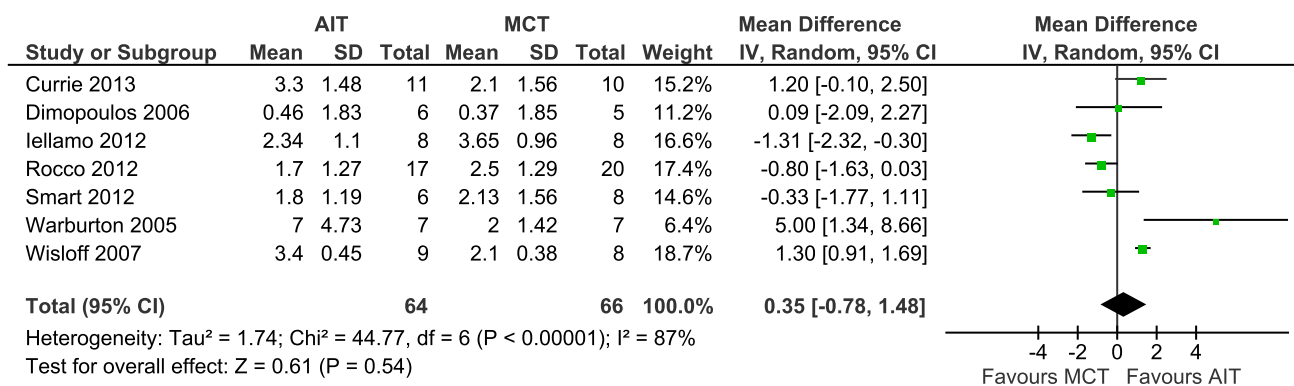 AIT MCT Mean Difference Mean Difference
Study or Subgroup Mean SD Total Mean SD Total Weight IV, Random, 95% CI IV, Random, 95% CI
Currie 2013 3.3 1.48 11 2.1 1.56 10 15.2% 1.20 [-0.10, 2.50]
Dimopoulos 2006 0.46 1.83 6 0.37 1.85 5 11.2% 0.09 [-2.09, 2.27]
Iellamo 2012 2.34 1.1 8 3.65 0.96 8 16.6% -1.31 [-2.32, -0.30]
Rocco 2012 1.7 1.27 17 2.5 1.29 20 17.4% -0.80 [-1.63, 0.03]
Smart 2012 1.8 1.19 6 2.13 1.56 8 14.6% -0.33 [-1.77, 1.11]
Warburton 2005 7 4.73 7 2 1.42 7 6.4% 5.00 [1.34, 8.66]
Wisloff 2007 3.4 0.45 9 2.1 0.38 8 18.7% 1.30 [0.91, 1.69]
Total (95% CI) 64 66 100.0% 0.35 [-0.78, 1.48]
Heterogeneity: Tau² = 1.74; Chi² = 44.77, df = 6 (P < 0.00001); I² = 87%
Test for overall effect: Z = 0.61 (P = 0.54)
-4 -2 0 2 4
Favours MCT Favours AIT